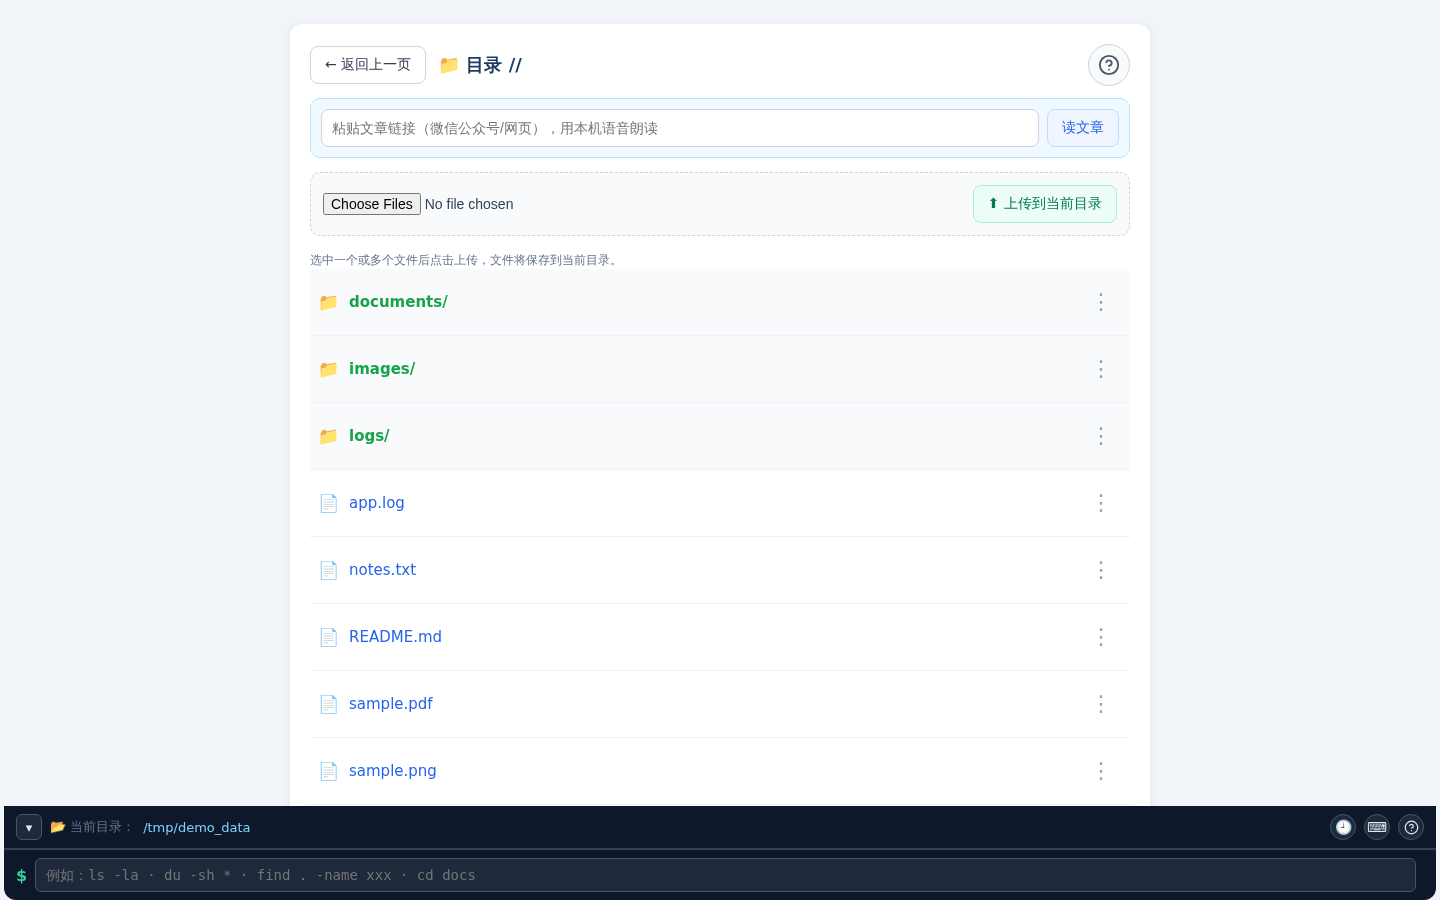 ← 返回上一页 📁 目录 //
粘贴文章链接（微信公众号/网页），用本机语音朗读 读文章
Choose Files No file chosen ⬆ 上传到当前目录
选中一个或多个文件后点击上传，文件将保存到当前目录。
documents/
images/
logs/
app.log
notes.txt
README.md
sample.pdf
sample.png
▼ 📂 当前目录： /tmp/demo_data
$ 例如：ls -la · du -sh * · find . -name xxx · cd docs